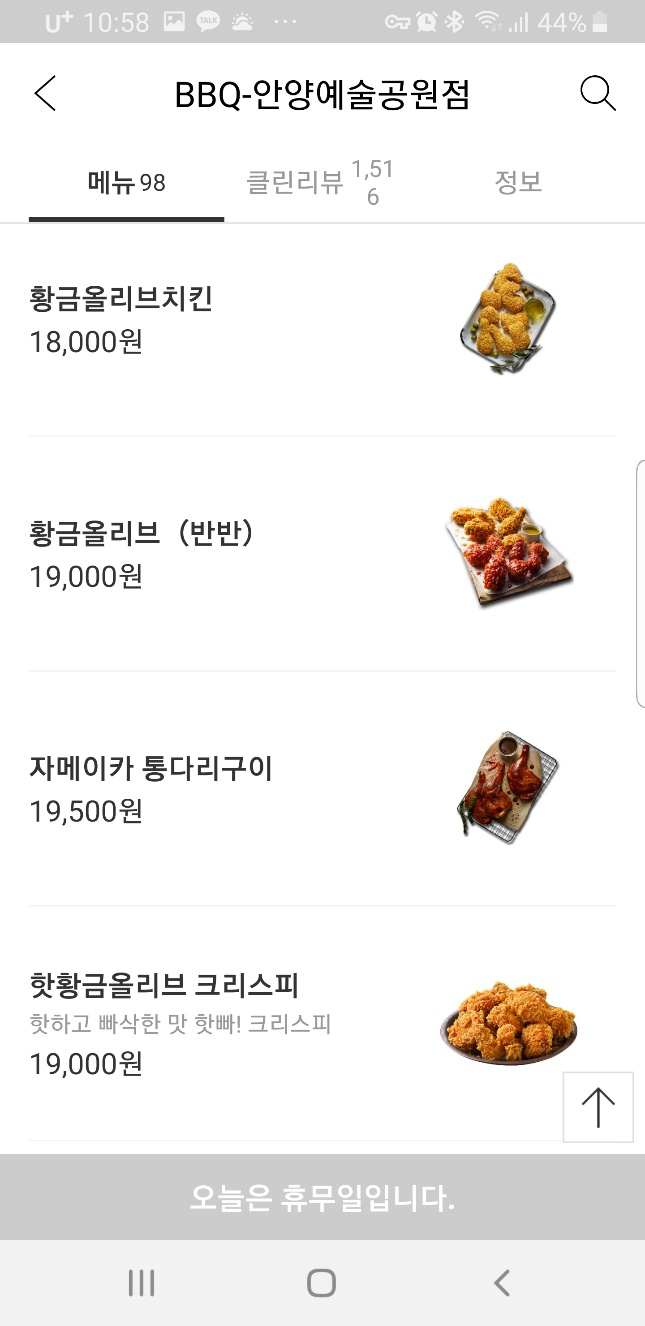 U+ 10:58 TALK ··· 44%
BBQ-안양예술공원점
메뉴 98 클린리뷰 1,51
6 정보
황금올리브치킨
18,000원
황금올리브 (반반)
19,000원
자메이카 통다리구이
19,500원
핫황금올리브 크리스피
핫하고 빠삭한 맛 핫빠! 크리스피
19,000원
오늘은 휴무일입니다.